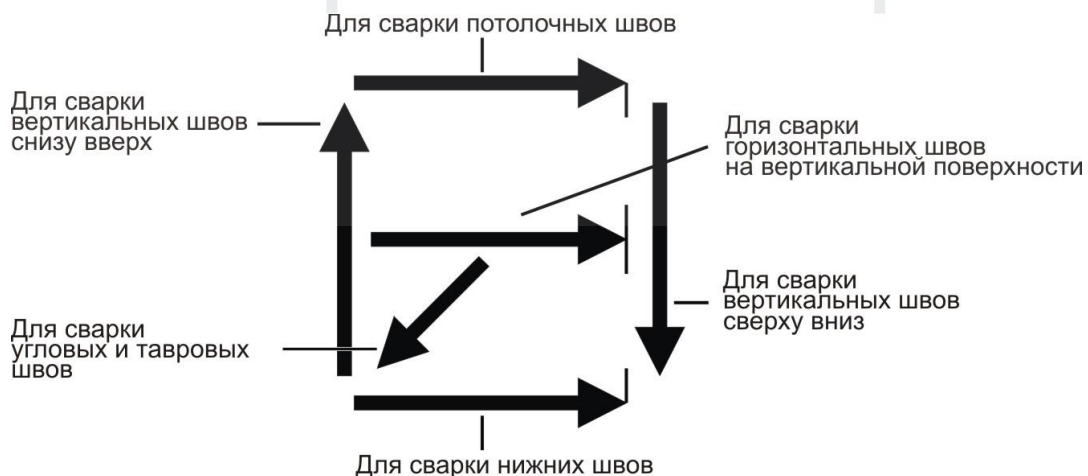 Для сварки потолочных швов
Для сварки
вертикальных швов
снизу вверх
Для сварки
горизонтальных швов
на вертикальной поверхности
Для сварки
вертикальных швов
сверху вниз
Для сварки
угловых и тавровых
швов
Для сварки нижних швов